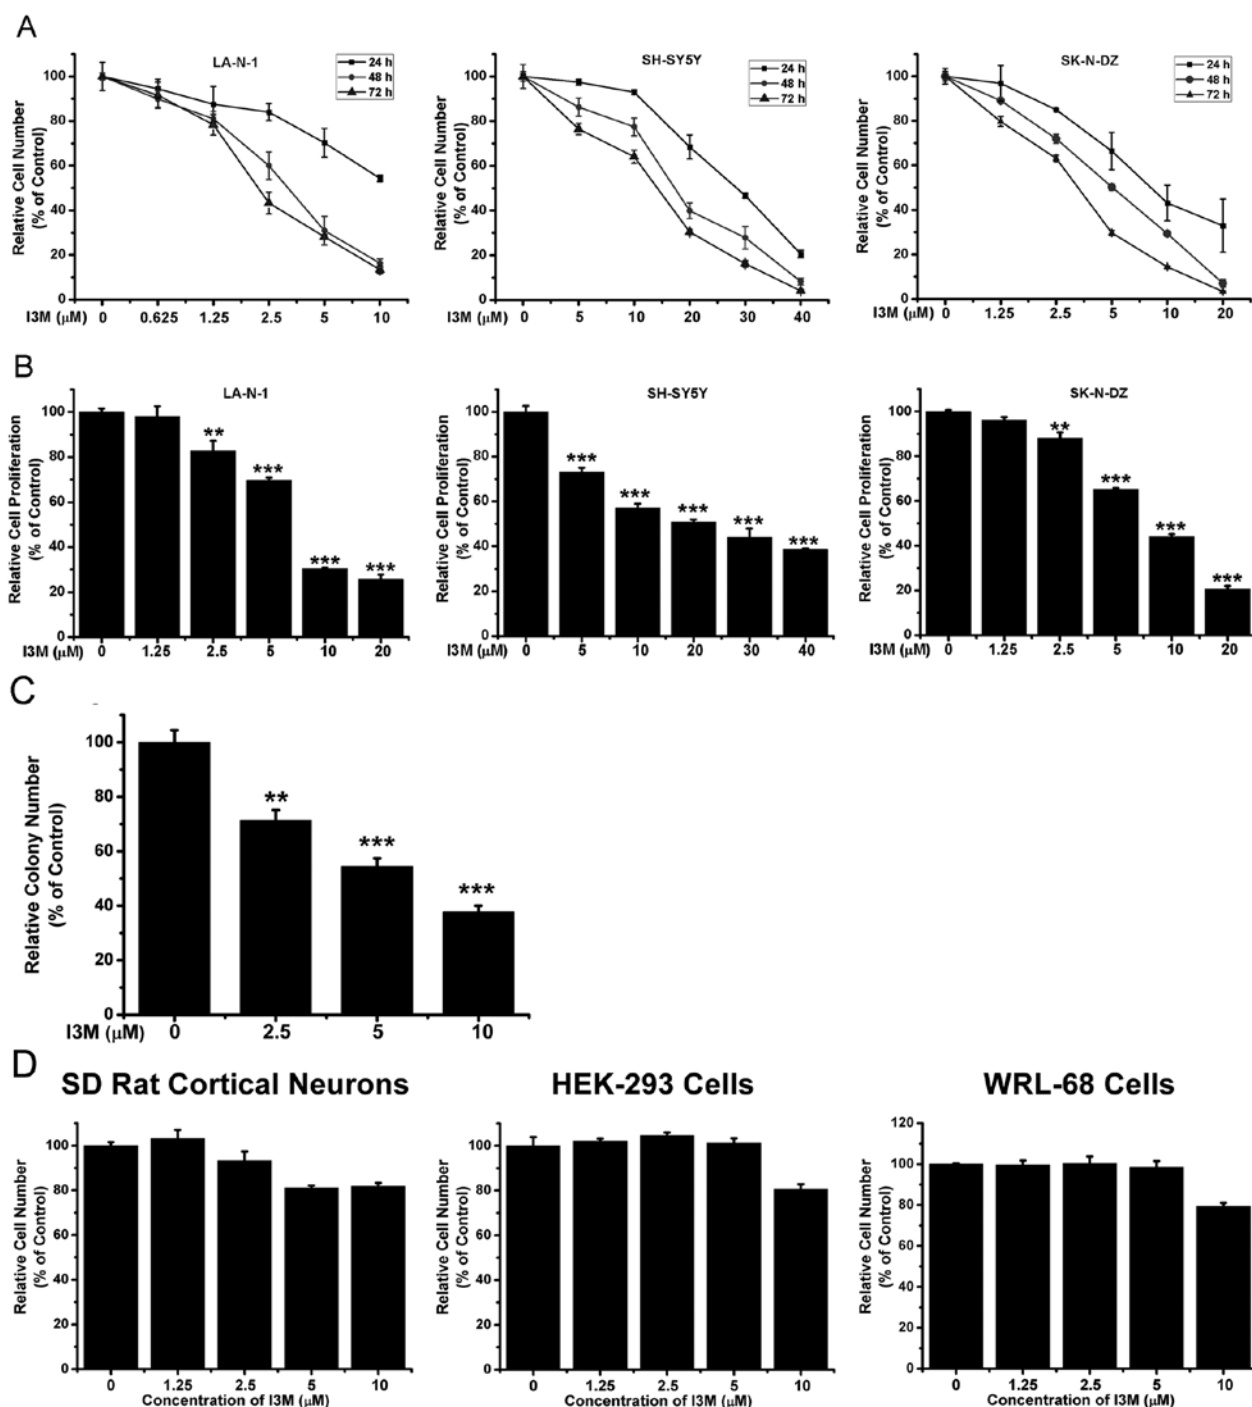 A
LA-N-1
24 h
48 h
72 h
Relative Cell Number
(% of Control)
100
80
60
40
20
0
I3M (μM) 0 0.625 1.25 2.5 5 10
SH-SY5Y
24 h
48 h
72 h
Relative Cell Number
(% of Control)
100
80
60
40
20
0
I3M (μM) 0 5 10 20 30 40
SK-N-DZ
24 h
48 h
72 h
Relative Cell Number
(% of Control)
100
80
60
40
20
0
I3M (μM) 0 1.25 2.5 5 10 20
B
LA-N-1
Relative Cell Proliferation
(% of Control)
100
80
60
40
20
0
** *** *** ***
I3M (μM) 0 1.25 2.5 5 10 20
SH-SY5Y
Relative Cell Proliferation
(% of Control)
100
80
60
40
20
0
*** *** *** *** ***
I3M (μM) 0 5 10 20 30 40
SK-N-DZ
Relative Cell Proliferation
(% of Control)
100
80
60
40
20
0
** *** *** ***
I3M (μM) 0 1.25 2.5 5 10 20
C
Relative Colony Number
(% of Control)
100
80
60
40
20
0
** *** ***
I3M (μM) 0 2.5 5 10
D
SD Rat Cortical Neurons
Relative Cell Number
(% of Control)
100
80
60
40
20
0
0 1.25 2.5 5 10
Concentration of I3M (μM)
HEK-293 Cells
Relative Cell Number
(% of Control)
100
80
60
40
20
0
0 1.25 2.5 5 10
Concentration of I3M (μM)
WRL-68 Cells
Relative Cell Number
(% of Control)
120
100
80
60
40
20
0
0 1.25 2.5 5 10
Concentration of I3M (μM)